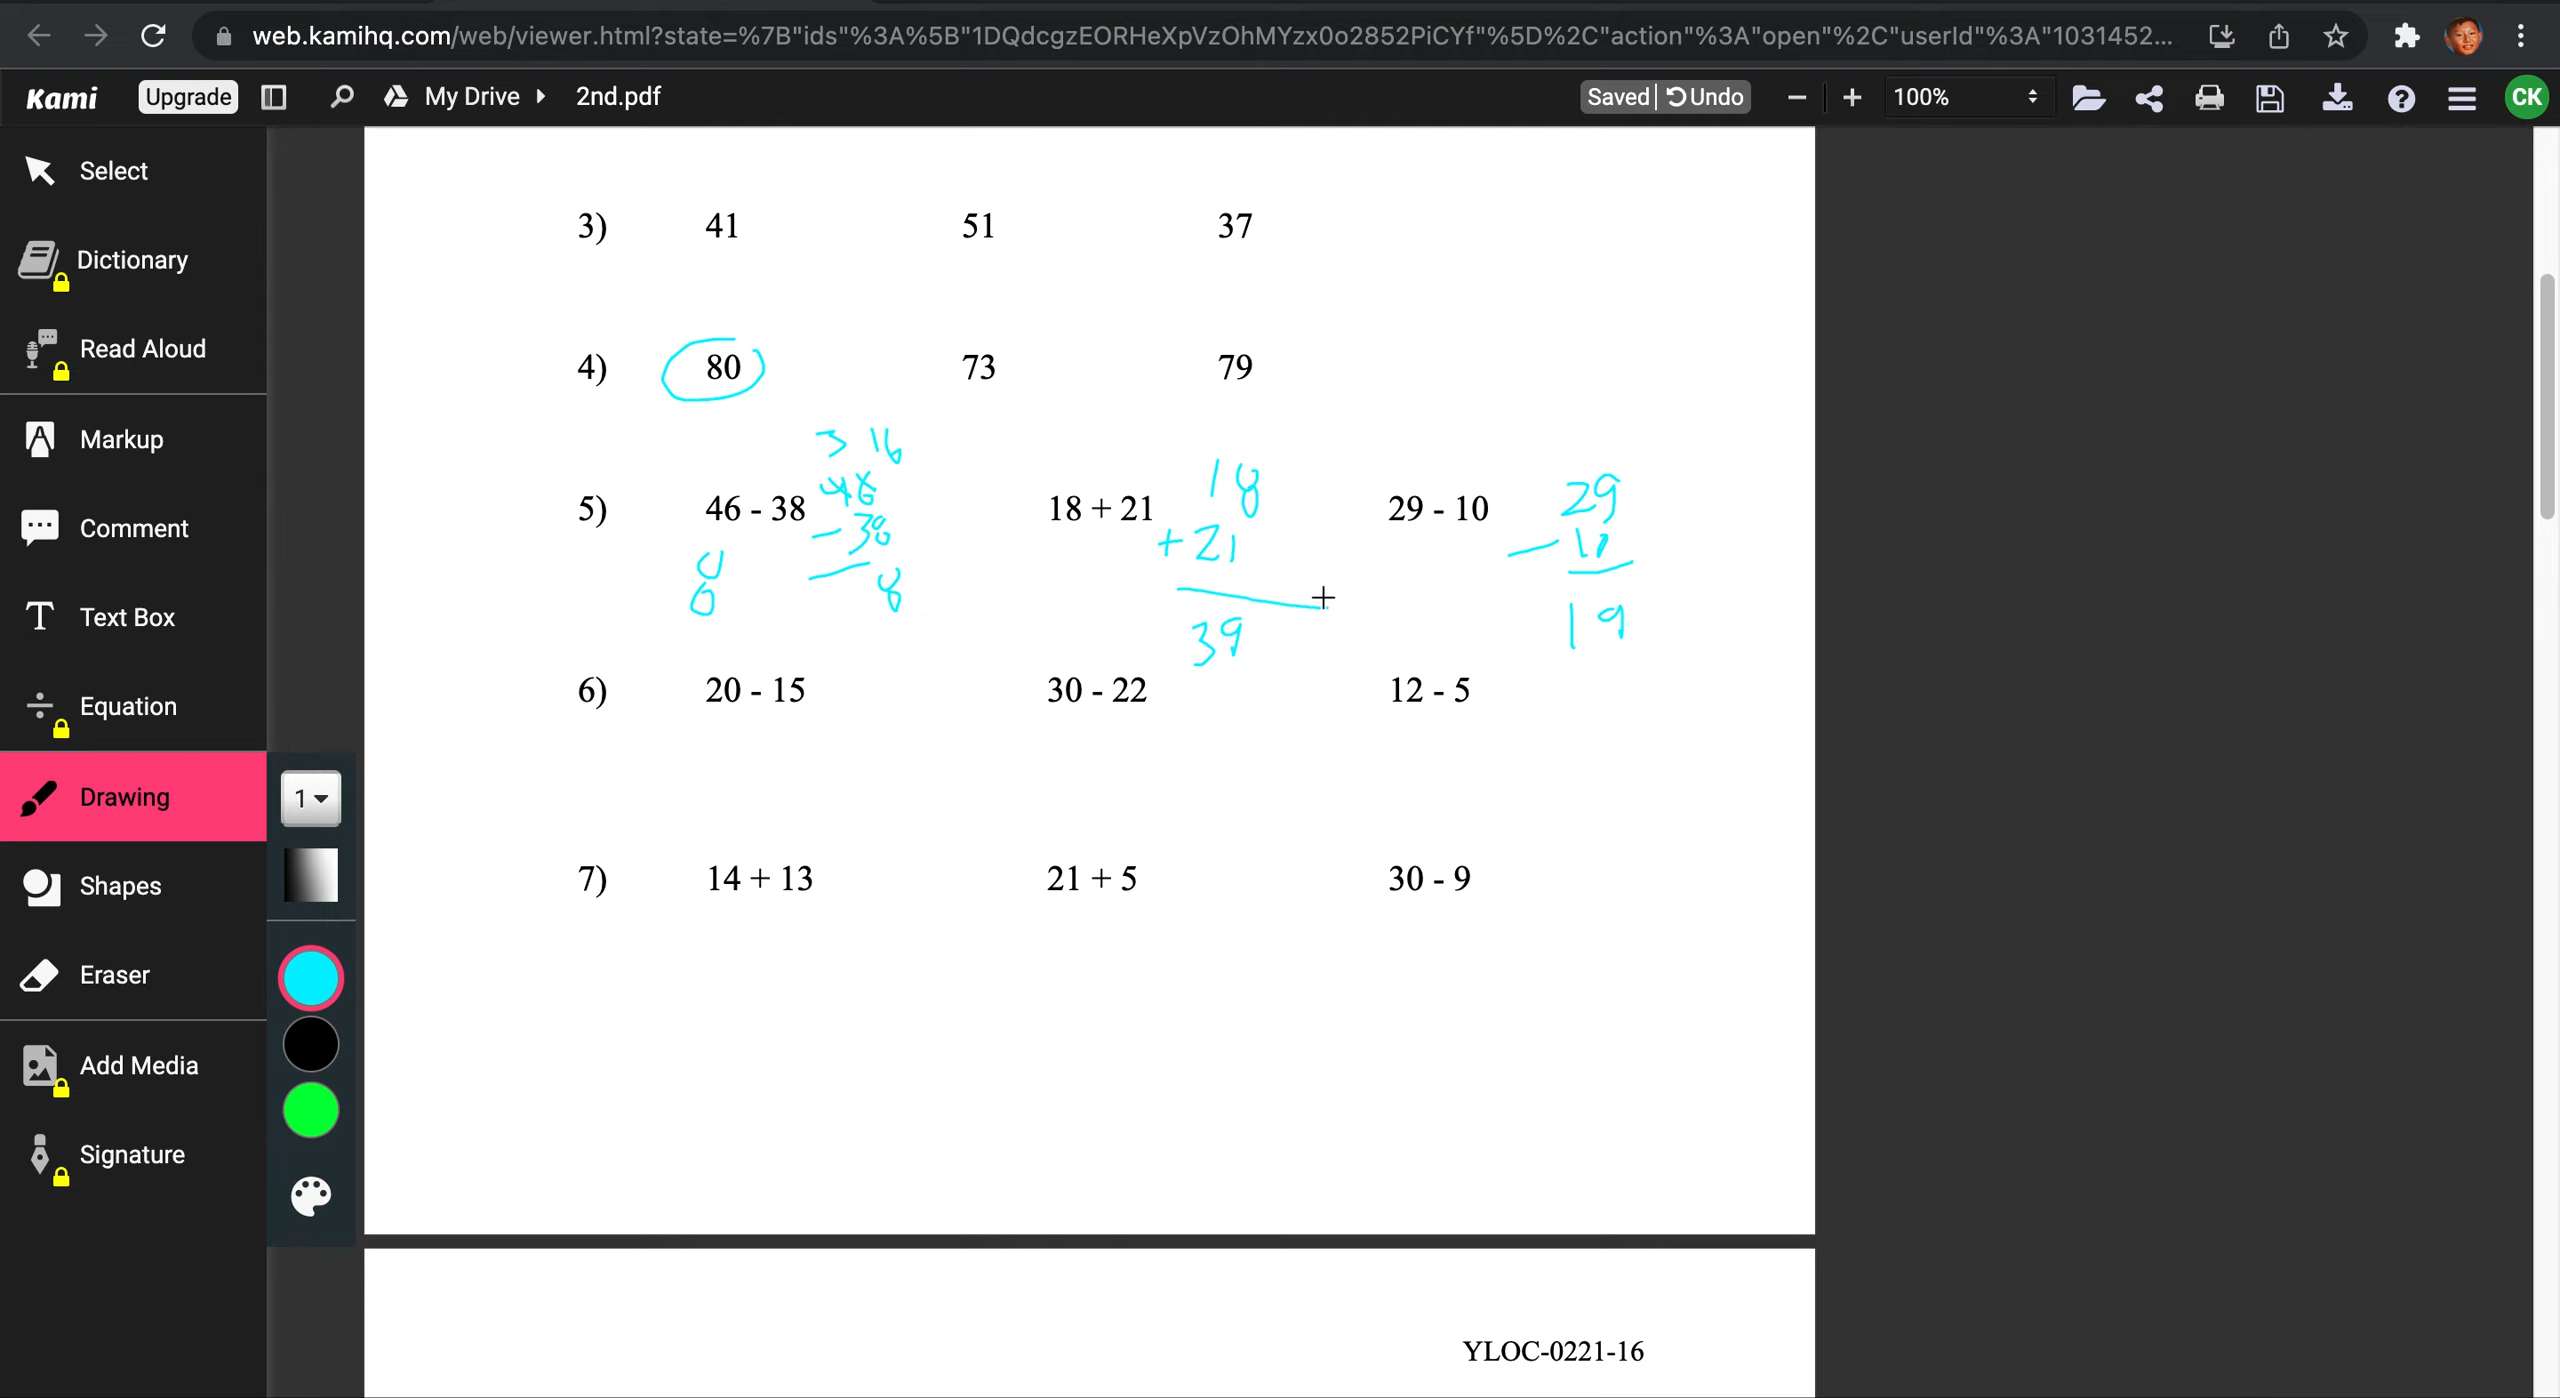 web.kamihq.com/web/viewer.html?state=%7B"ids"%3A%5B"1DQdcgzEORHeXpVzOhMYzx0o2852PiCYf"%5D%2C"action"%3A"open"%2C"userId"%3A"1031452...
Kami Upgrade My Drive 2nd.pdf Saved Undo 100% CK
Select
Dictionary
Read Aloud
Markup
Comment
Text Box
Equation
Drawing
1
Shapes
Eraser
Add Media
Signature
3) 41 51 37
4) 80 73 79
3 16
46
- 38
8
5) 46 - 38 18 + 21 29 - 10
8
18
+ 21
39
29
- 10
19
6) 20 - 15 30 - 22 12 - 5
7) 14 + 13 21 + 5 30 - 9
YLOC-0221-16